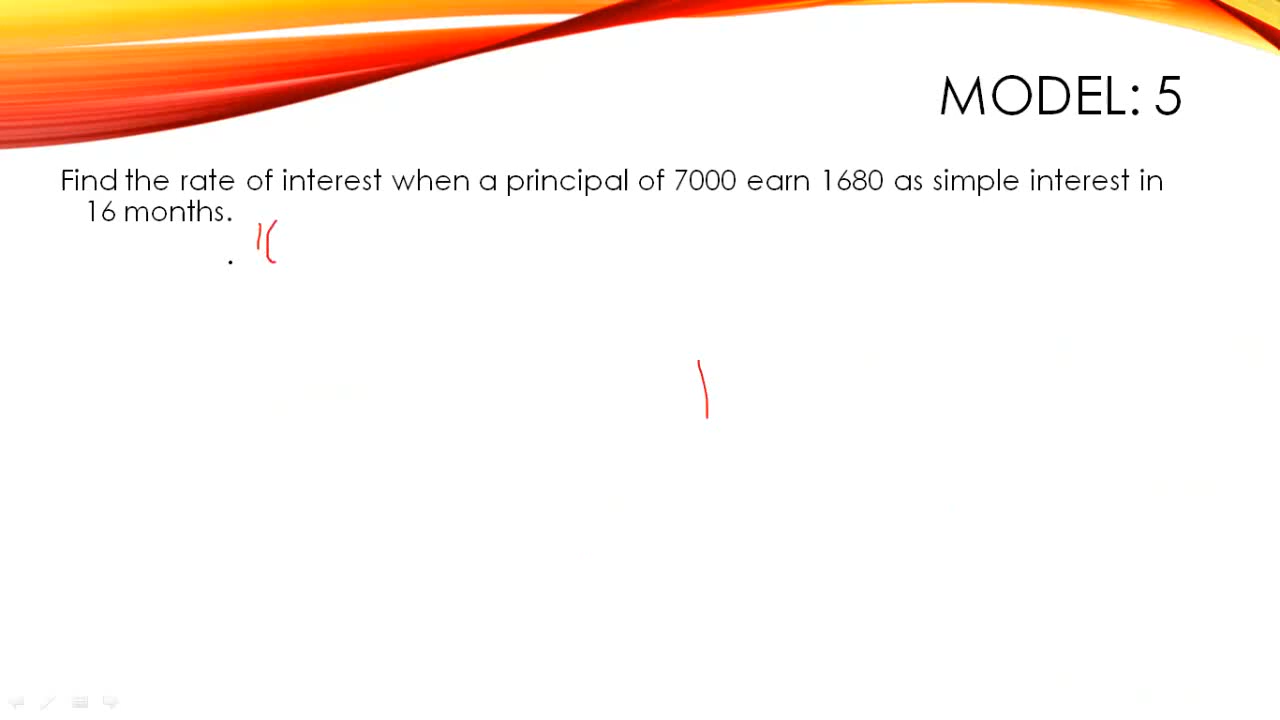 MODEL: 5
Find the rate of interest when a principal of 7000 earn 1680 as simple interest in
16 months.